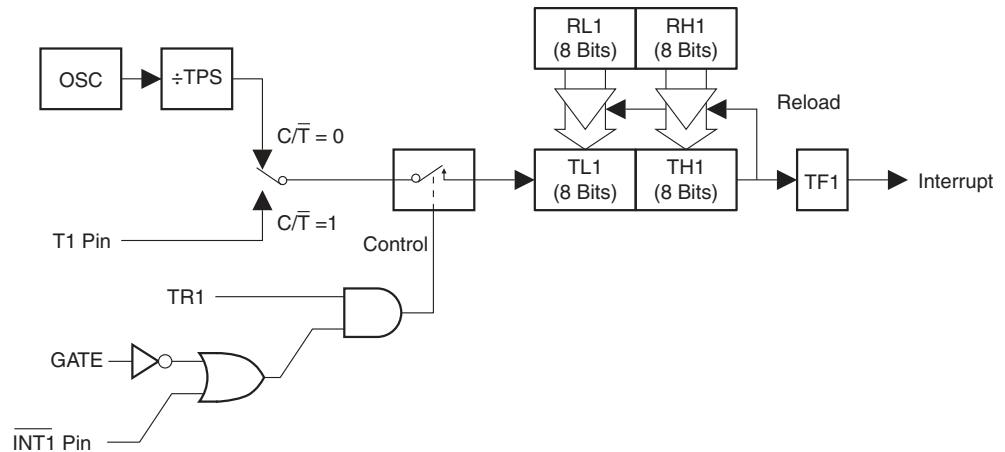 RL1
(8 Bits)
RH1
(8 Bits)
OSC
÷TPS
Reload
C/T̅ = 0
TL1
(8 Bits)
TH1
(8 Bits)
TF1
Interrupt
C/T̅ =1
T1 Pin
Control
TR1
GATE
I̅N̅T̅1̅ Pin